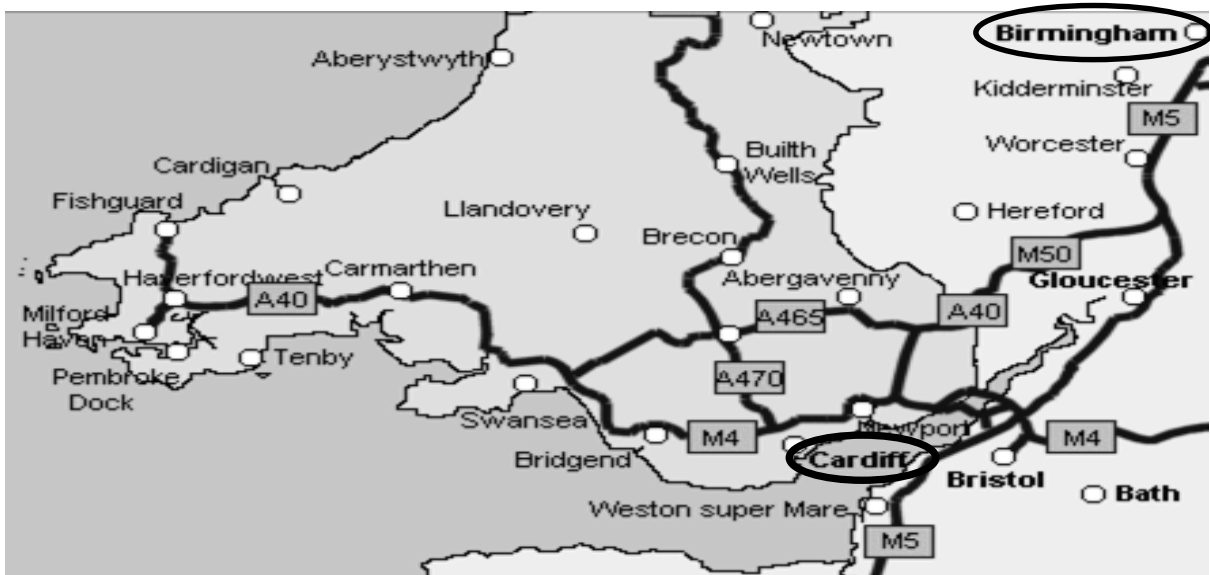 Birmingham
Newtown
Aberystwyth
Kidderminster
M5
Worcester
Builth
Wells
Cardigan
Fishguard
Llandovery
Hereford
Brecon
M50
Carmarthen
Abergavenny
Gloucester
Haverfordwest
A40
A465
A40
Milford
Haven
Tenby
Pembroke
Dock
A470
Swansea
Newport
M4
M4
Bridgend
Cardiff
Bristol
Bath
Weston super Mare
M5